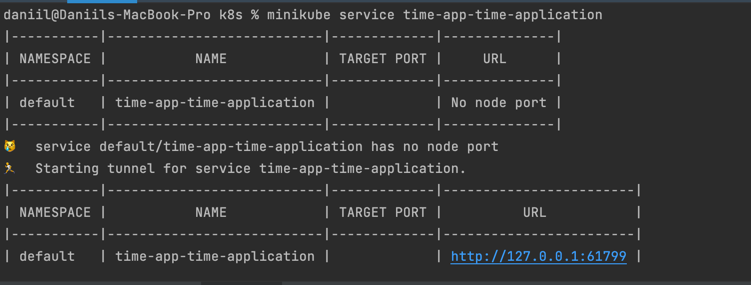 daniil@Daniils-MacBook-Pro k8s % minikube service time-app-time-application
|-----------|---------------------------|-------------|--------------|
| NAMESPACE |           NAME            | TARGET PORT |     URL      |
|-----------|---------------------------|-------------|--------------|
| default   | time-app-time-application |             | No node port |
|-----------|---------------------------|-------------|--------------|
😿  service default/time-app-time-application has no node port
🏃  Starting tunnel for service time-app-time-application.
|-----------|---------------------------|-------------|------------------------|
| NAMESPACE |           NAME            | TARGET PORT |          URL           |
|-----------|---------------------------|-------------|------------------------|
| default   | time-app-time-application |             | http://127.0.0.1:61799 |